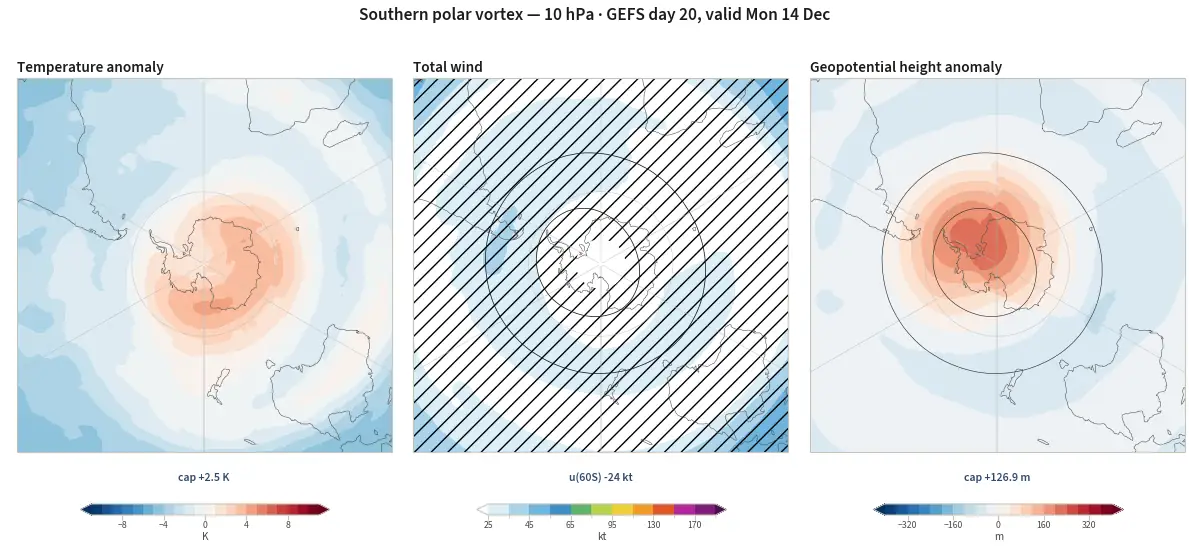 Southern polar vortex — 10 hPa · GEFS day 20, valid Mon 14 Dec
Temperature anomaly
Total wind
Geopotential height anomaly
cap +2.5 K
u(60S) -24 kt
cap +126.9 m
−8 −4 0 4 8
K
25 45 65 95 130 170
kt
−320 −160 0 160 320
m